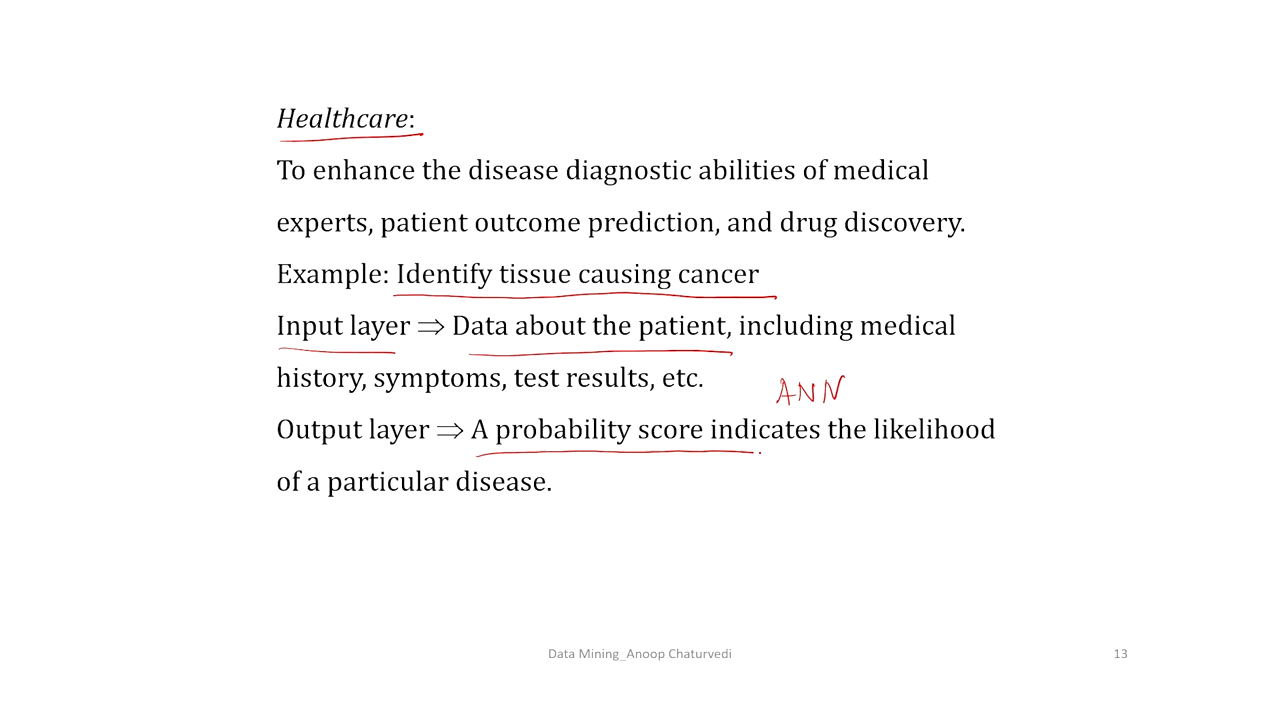 Healthcare:
To enhance the disease diagnostic abilities of medical
experts, patient outcome prediction, and drug discovery.
Example: Identify tissue causing cancer
Input layer ⇒ Data about the patient, including medical
history, symptoms, test results, etc.
ANN
Output layer ⇒ A probability score indicates the likelihood
of a particular disease.
Data Mining_Anoop Chaturvedi
13